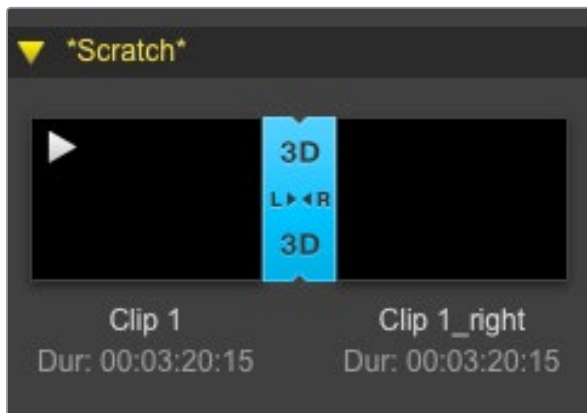 *Scratch*
3D
L R
3D
Clip 1 Clip 1_right
Dur: 00:03:20:15 Dur: 00:03:20:15